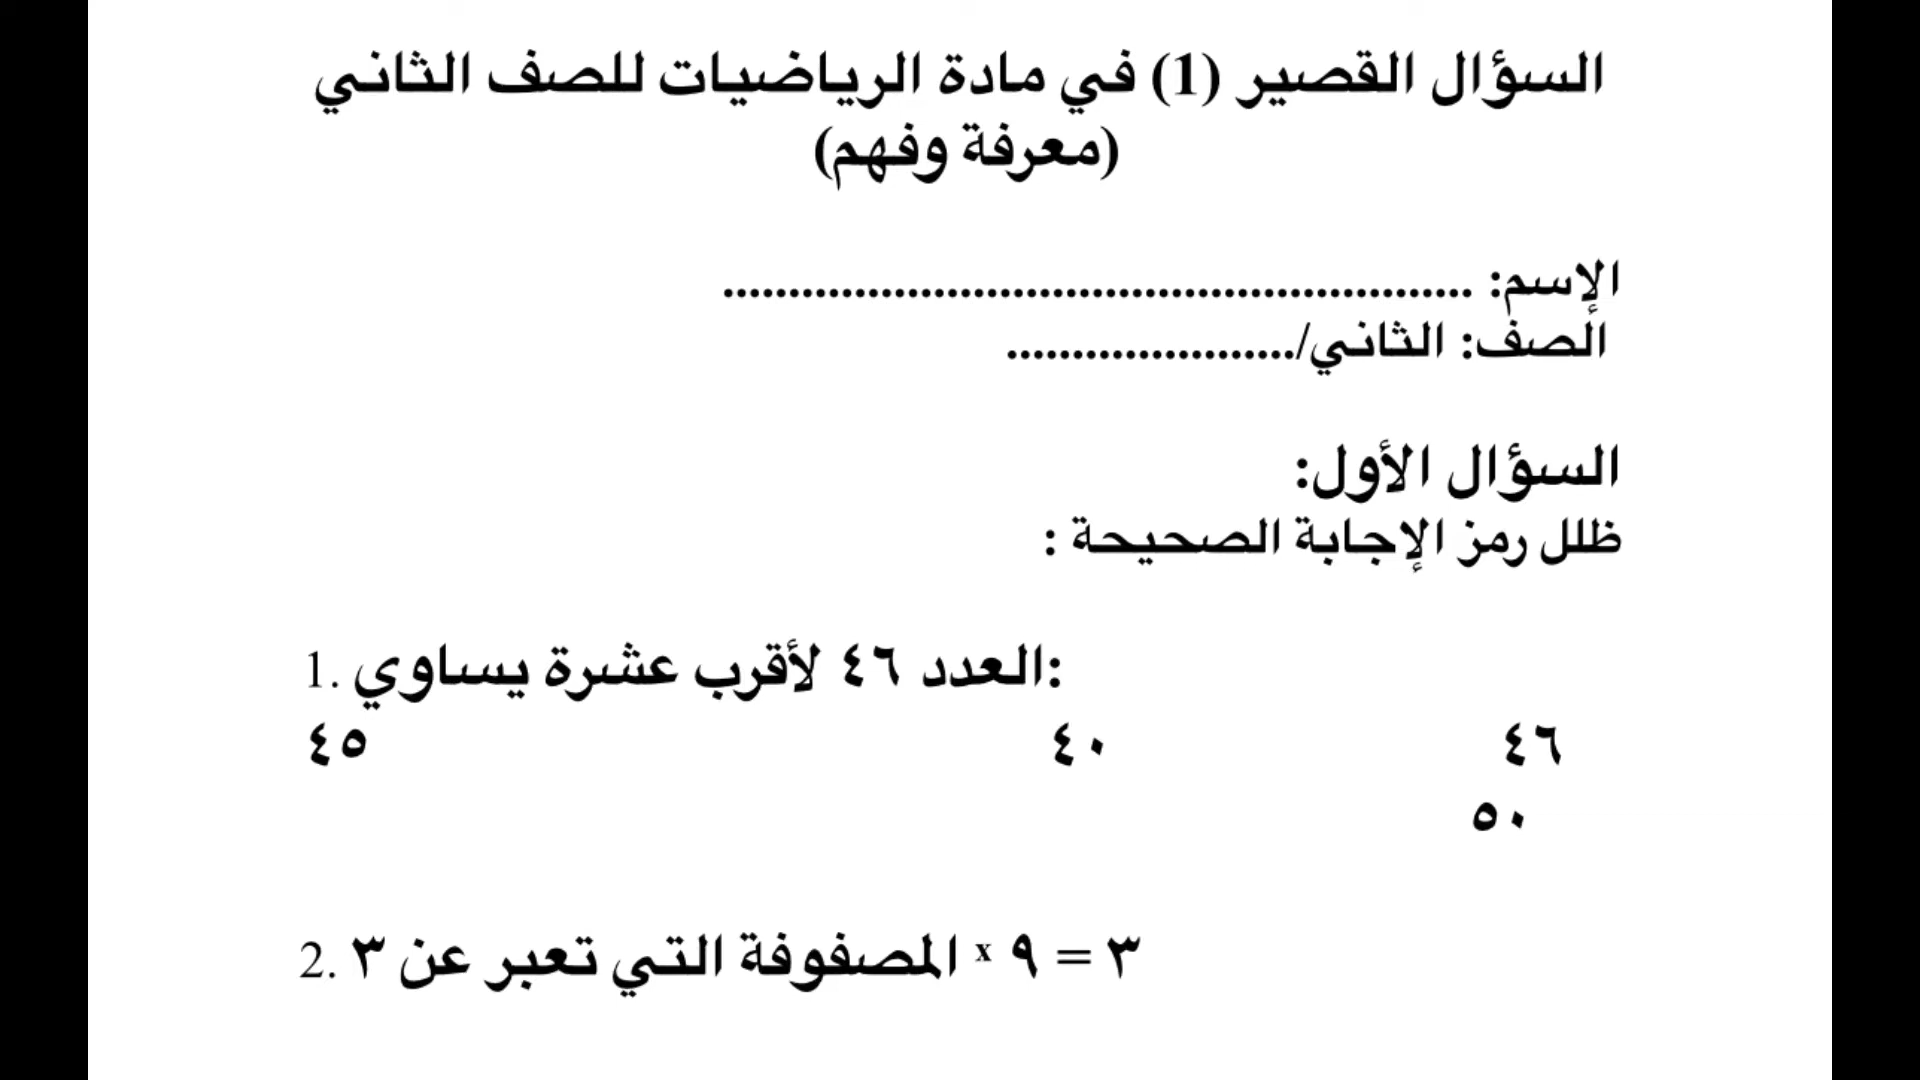 السؤال القصير (1) في مادة الرياضيات للصف الثاني
(معرفة وفهم)
الإسم: .........................................................
الصف: الثاني/......................
السؤال الأول:
ظلل رمز الإجابة الصحيحة :
1. العدد ٤٦ لأقرب عشرة يساوي:
٤٦ ٤٠ ٤٥
٥٠
2. المصفوفة التي تعبر عن ٣ x ٩ = ٣